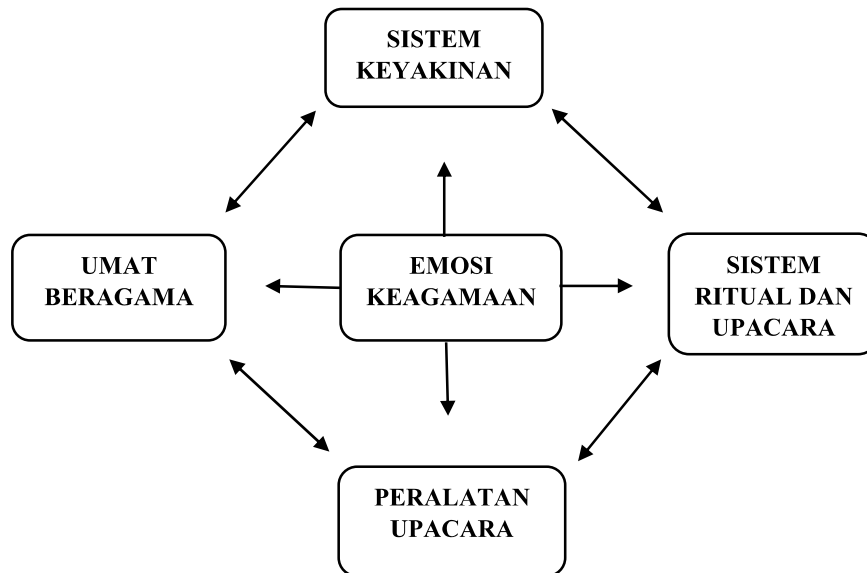 SISTEM
KEYAKINAN
UMAT
BERAGAMA
EMOSI
KEAGAMAAN
SISTEM
RITUAL DAN
UPACARA
PERALATAN
UPACARA